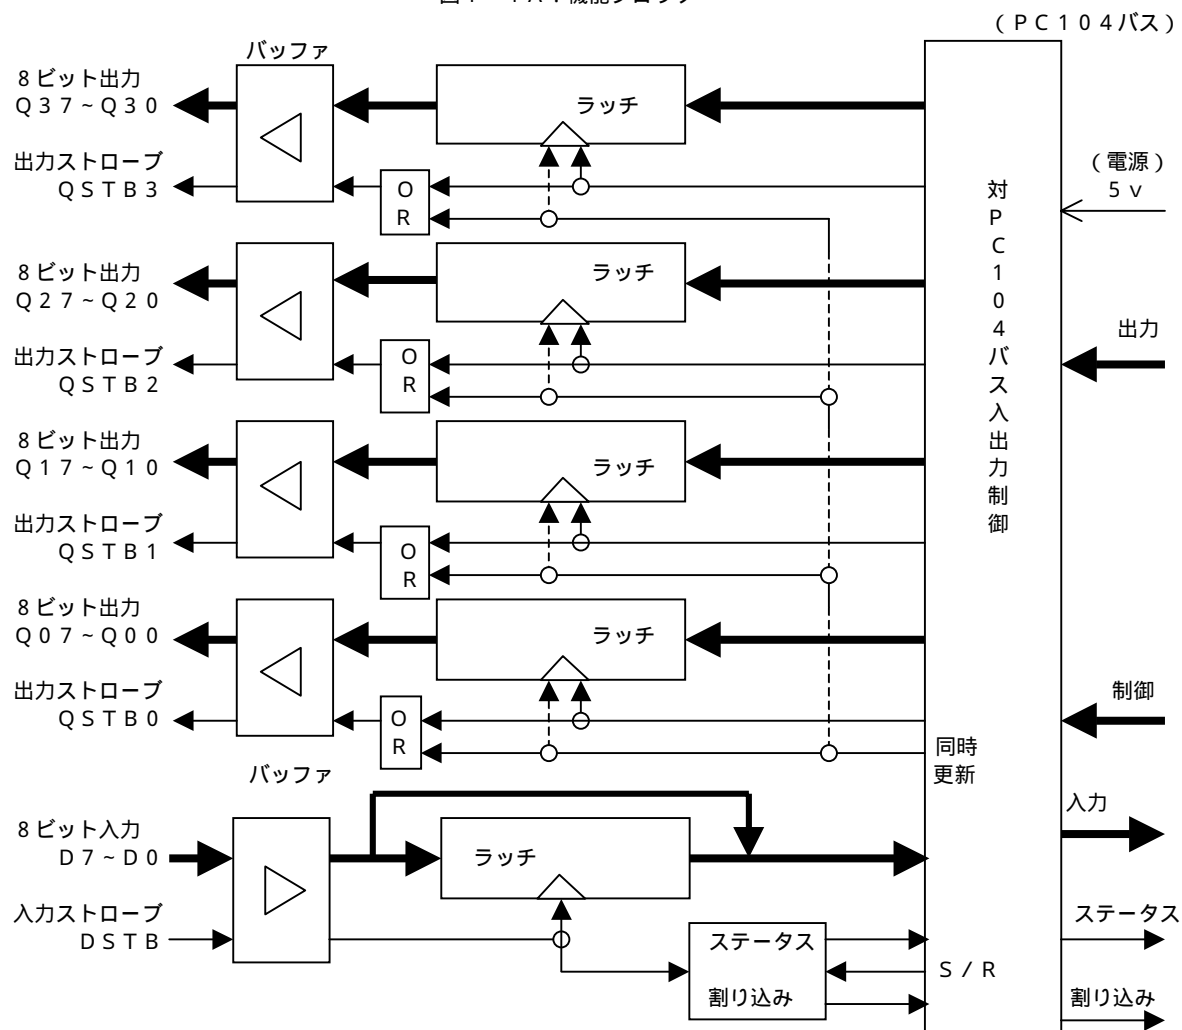 (PC104バス)
バッファ
8ビット出力
Q37~Q30
ラッチ
出力ストローブ
QSTB3
OR
(電源)
5v
対PC104バス入出力制御
8ビット出力
Q27~Q20
ラッチ
出力
出力ストローブ
QSTB2
OR
8ビット出力
Q17~Q10
ラッチ
出力ストローブ
QSTB1
OR
8ビット出力
Q07~Q00
ラッチ
出力ストローブ
QSTB0
OR
制御
同時
更新
バッファ
入力
8ビット入力
D7~D0
ラッチ
入力ストローブ
DSTB
ステータス
ステータス
S/R
割り込み
割り込み